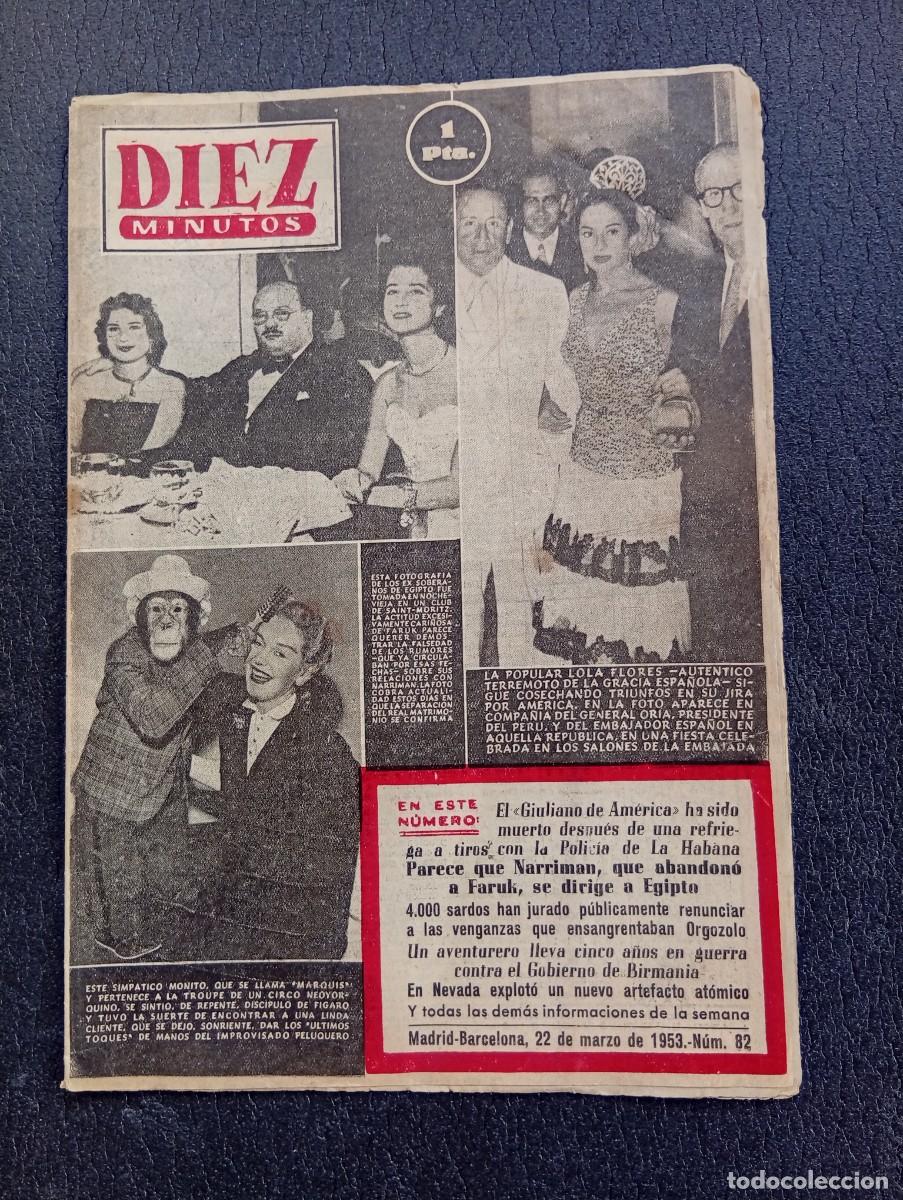 DIEZ
MINUTOS
1
Pta.
ESTA FOTOGRAFIA
DE LOS EX SOBERA-
NOS DE EGIPTO FUE
TOMADA EN NOCHE-
VIEJA, EN UN CLUB
DE SAINT-MORITZ.
LA ACTITUD EXCESI-
VAMENTE CARIÑOSA
DE FARUK PARECE
QUERER DEMOS-
TRAR LA FALSEDAD
DE LOS RUMORES
-QUE YA CIRCULA-
BAN POR ESAS FE-
CHAS- SOBRE SUS
RELACIONES CON
NARRIMAN. LA FOTO
COBRA ACTUALI-
DAD ESTOS DIAS EN
QUE LA SEPARACION
DEL REAL MATRIMO-
NIO SE CONFIRMA
LA POPULAR LOLA FLORES —AUTENTICO
TERREMOTO DE LA GRACIA ESPAÑOLA— SI-
GUE COSECHANDO TRIUNFOS EN SU JIRA
POR AMERICA. EN LA FOTO APARECE EN
COMPAÑIA DEL GENERAL ORIA, PRESIDENTE
DEL PERU, Y DEL EMBAJADOR ESPAÑOL EN
AQUELLA REPUBLICA, EN UNA FIESTA CELE-
BRADA EN LOS SALONES DE LA EMBAJADA
ESTE SIMPATICO MONITO, QUE SE LLAMA "MARQUIS"
Y PERTENECE A LA TROUPE DE UN CIRCO NEOYOR-
QUINO, SE SINTIO, DE REPENTE, DISCIPULO DE FIGARO
Y TUVO LA SUERTE DE ENCONTRAR A UNA LINDA
CLIENTE, QUE SE DEJO, SONRIENTE, DAR LOS "ULTIMOS
TOQUES" DE MANOS DEL IMPROVISADO PELUQUERO
EN ESTE
NÚMERO:
El «Giuliano de América» ha sido
muerto después de una refrie-
ga a tiros con la Policía de La Habana
Parece que Narriman, que abandonó
a Faruk, se dirige a Egipto
4.000 sardos han jurado públicamente renunciar
a las venganzas que ensangrentaban Orgozolo
Un aventurero lleva cinco años en guerra
contra el Gobierno de Birmania
En Nevada explotó un nuevo artefacto atómico
Y todas las demás informaciones de la semana
Madrid-Barcelona, 22 de marzo de 1953.-Núm. 82
todocoleccion